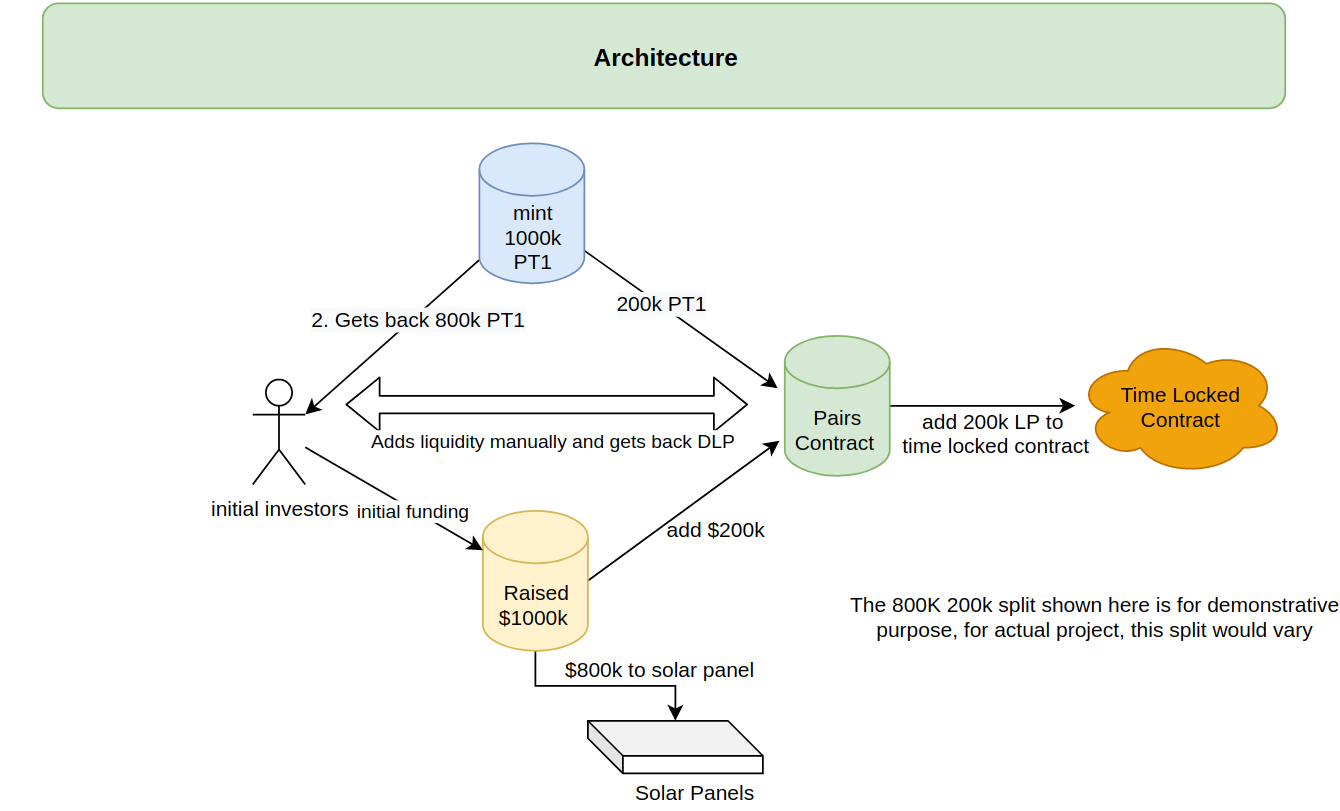 Architecture
mint
1000k
PT1
2. Gets back 800k PT1
200k PT1
Adds liquidity manually and gets back DLP
Pairs
Contract
add 200k LP to
time locked contract
Time Locked
Contract
initial investors
initial funding
Raised
$1000k
add $200k
The 800K 200k split shown here is for demonstrative
purpose, for actual project, this split would vary
$800k to solar panel
Solar Panels